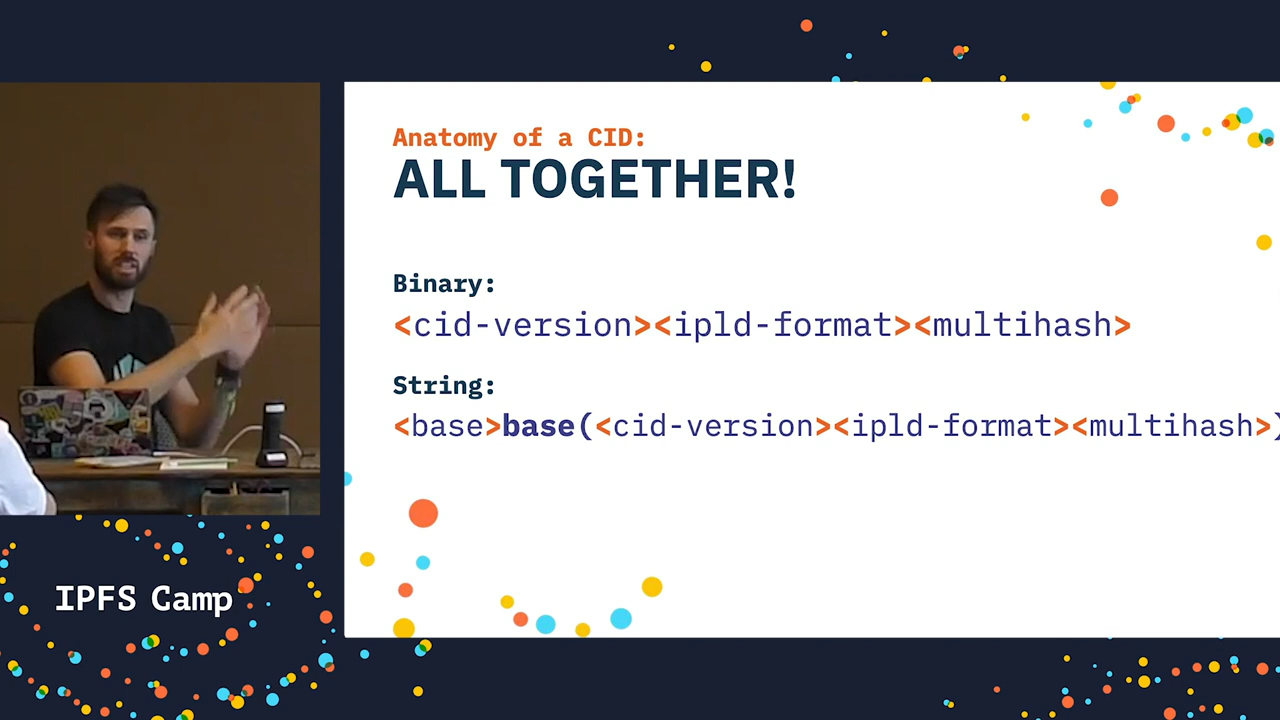 Anatomy of a CID:
ALL TOGETHER!
Binary:
<cid-version><ipld-format><multihash>
String:
<base>base(<cid-version><ipld-format><multihash>)
IPFS Camp